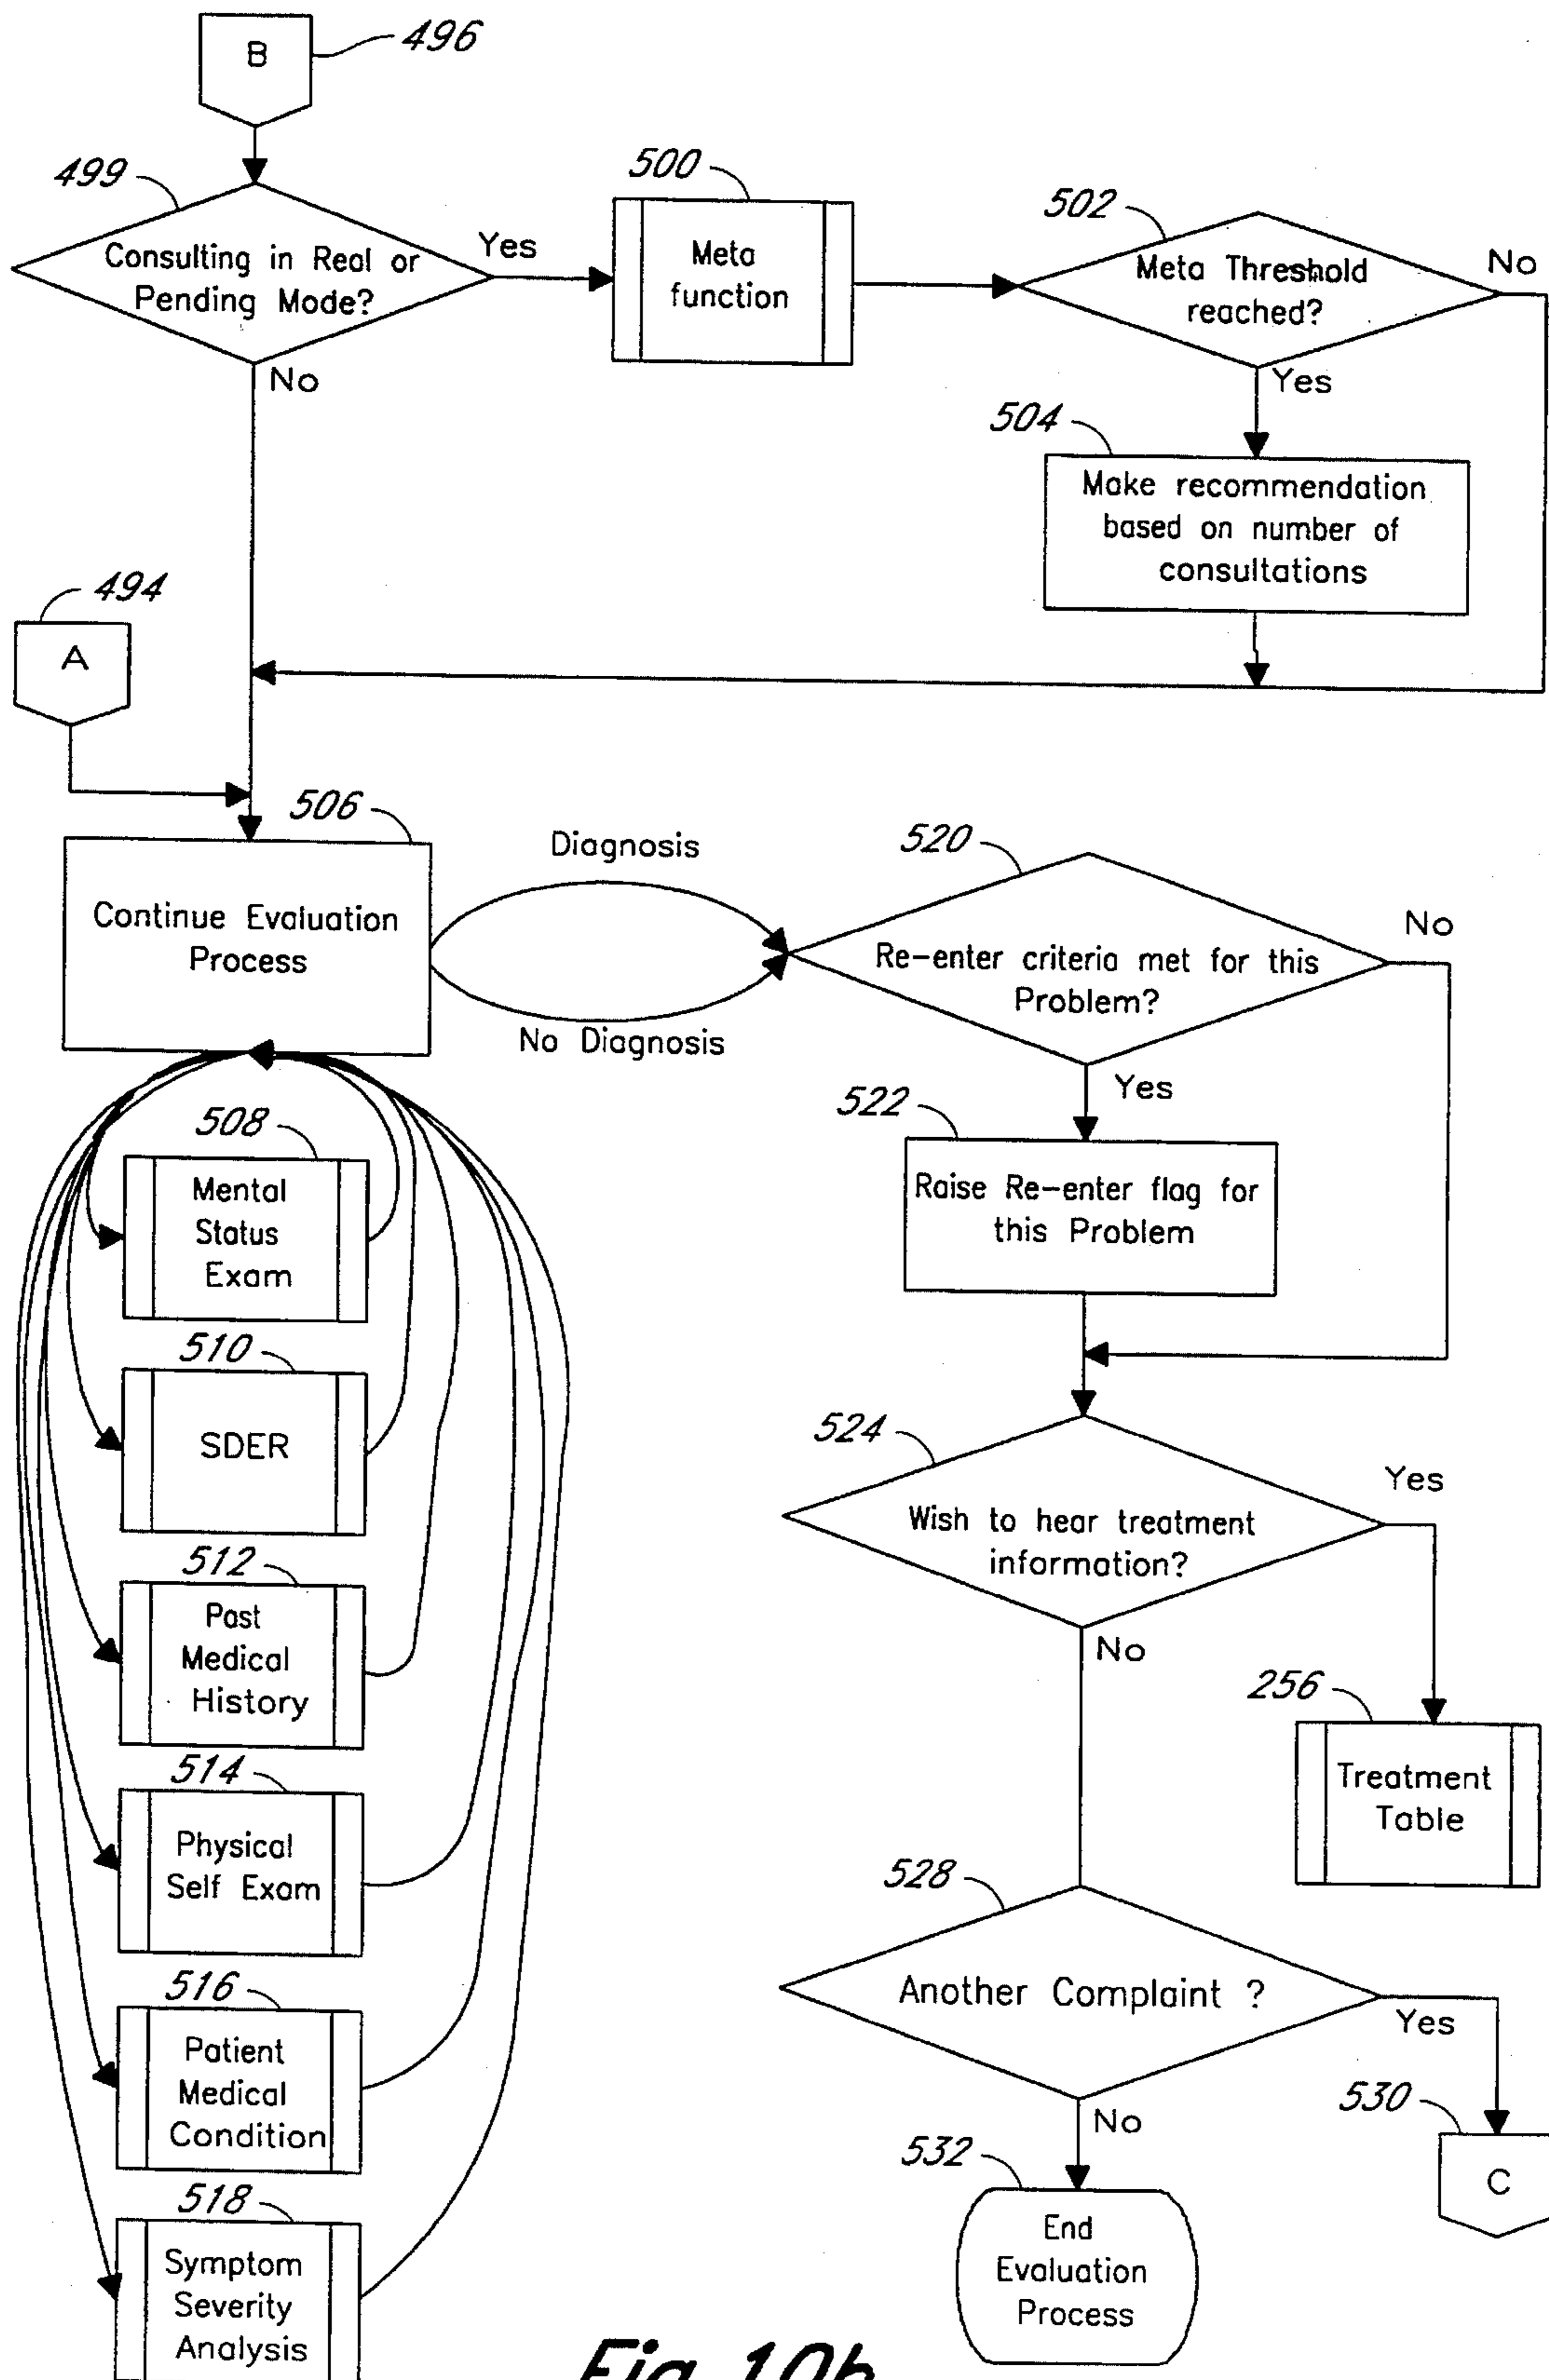 B
496
499
Consulting in Real or
Pending Mode?
Yes
No
500
Meta
function
502
Meta Threshold
reached?
No
Yes
504
Make recommendation
based on number of
consultations
494
A
506
Continue Evaluation
Process
Diagnosis
No Diagnosis
520
Re-enter criteria met for this
Problem?
No
Yes
522
Raise Re-enter flag for
this Problem
508
Mental
Status
Exam
510
SDER
512
Past
Medical
History
514
Physical
Self Exam
516
Patient
Medical
Condition
518
Symptom
Severity
Analysis
524
Wish to hear treatment
information?
Yes
No
256
Treatment
Table
528
Another Complaint ?
Yes
No
530
C
532
End
Evaluation
Process
Fig. 10b